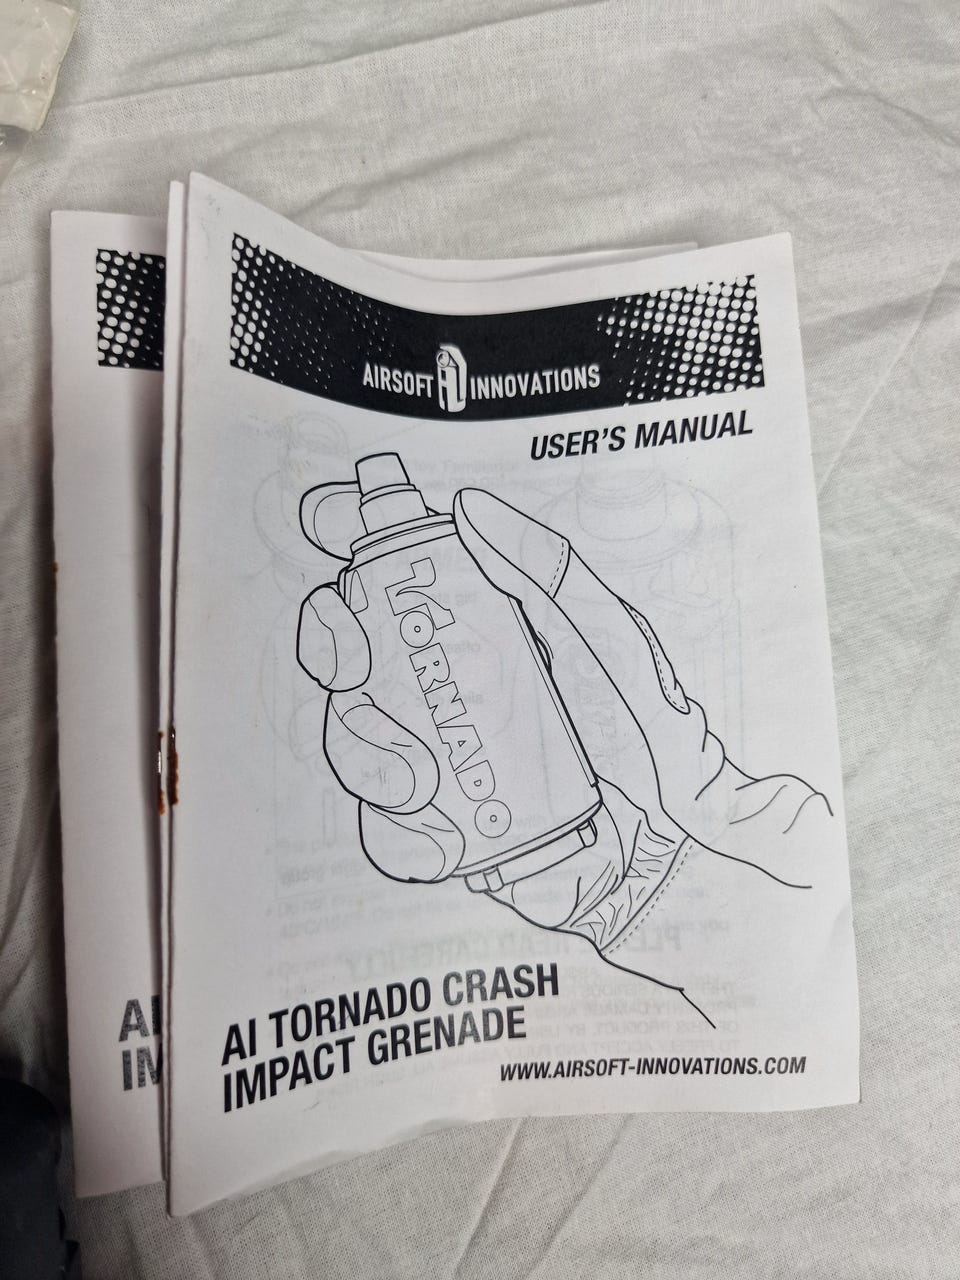 AIRSOFT INNOVATIONS
USER'S MANUAL
TORNADO
AI TORNADO CRASH
IMPACT GRENADE
WWW.AIRSOFT-INNOVATIONS.COM
AI
IM